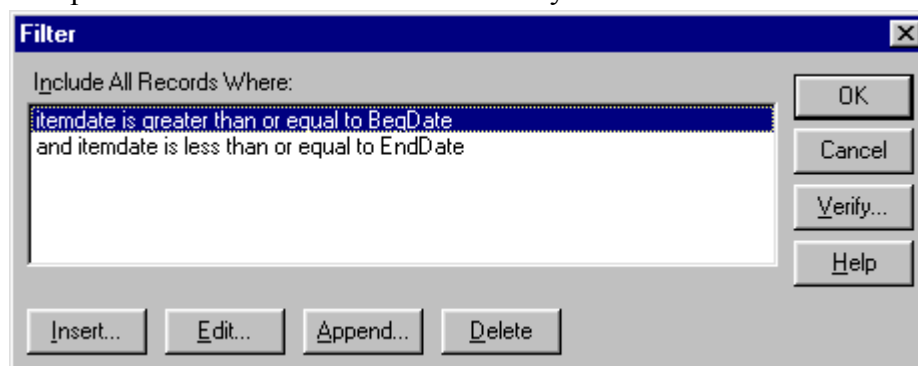 Filter
Include All Records Where:
itemdate is greater than or equal to BegDate
and itemdate is less than or equal to EndDate
OK
Cancel
Verify...
Help
Insert... Edit... Append... Delete